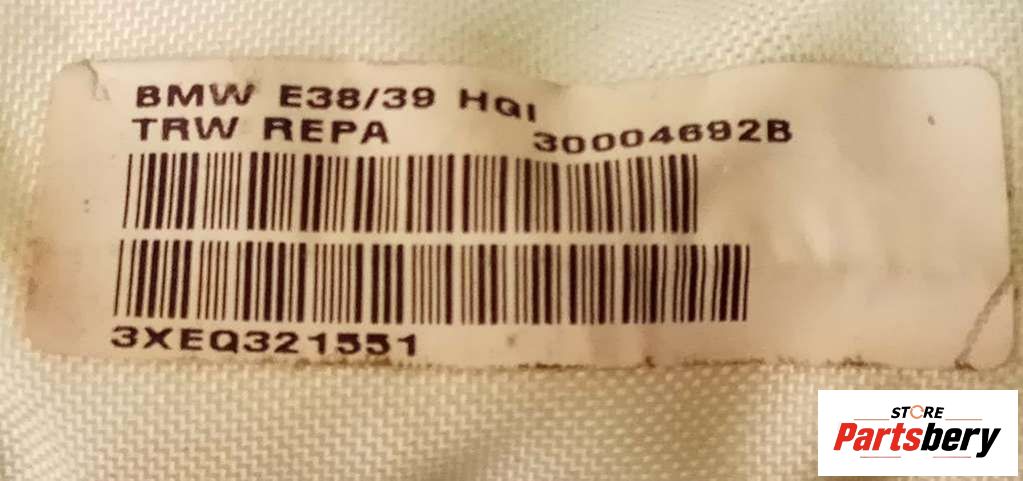 BMW E38/39 HQI
TRW REPA 30004692B
3XEQ321551
STORE
Partsbery